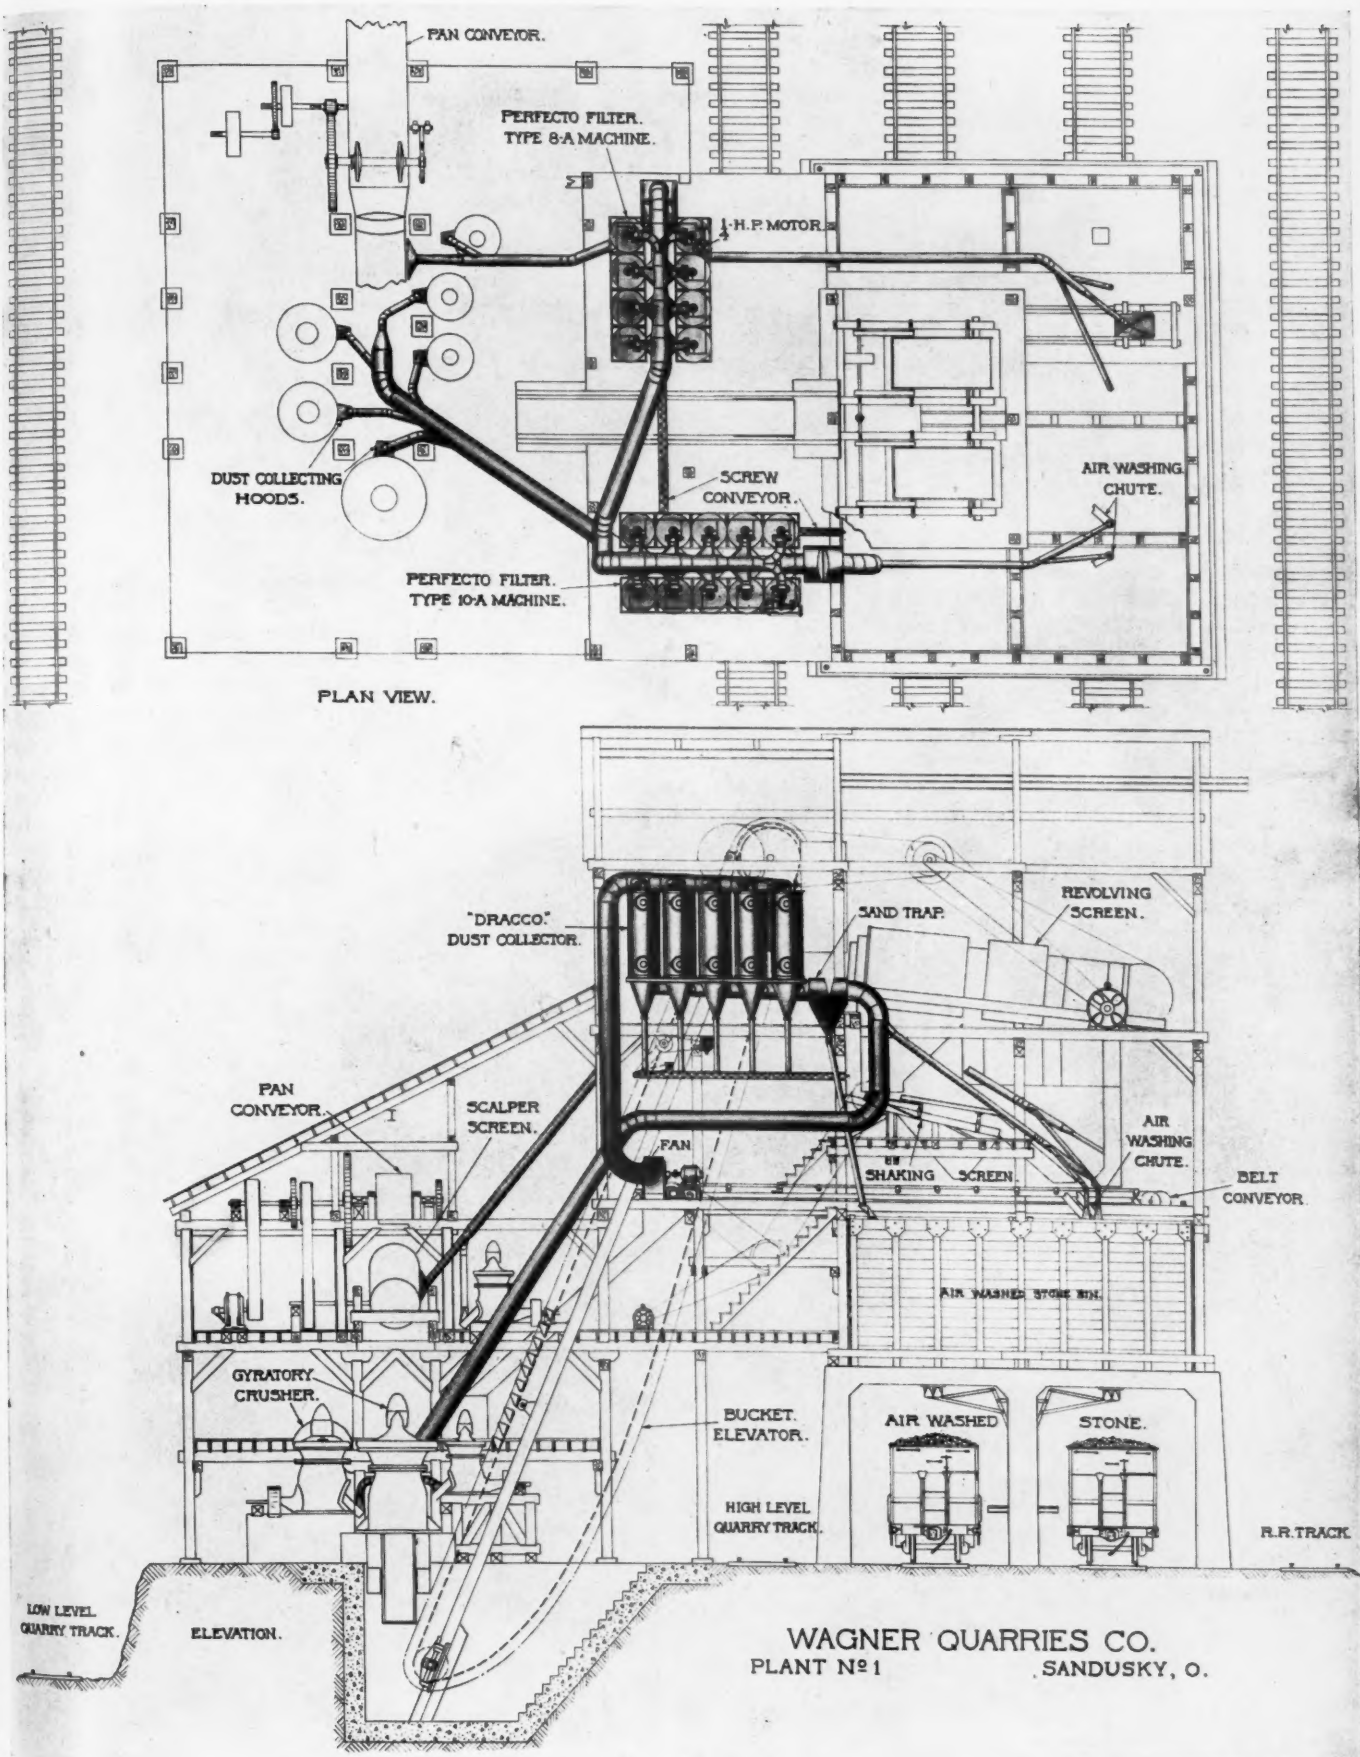 PAN CONVEYOR.
PERFECTO FILTER.
TYPE 8-A MACHINE.
1/4 H.P. MOTOR.
DUST COLLECTING
HOODS.
SCREW
CONVEYOR.
AIR WASHING
CHUTE.
PERFECTO FILTER.
TYPE 10-A MACHINE.
PLAN VIEW.
"DRACCO."
DUST COLLECTOR.
SAND TRAP.
REVOLVING
SCREEN.
PAN
CONVEYOR.
SCALPER
SCREEN.
FAN
SHAKING SCREEN
AIR
WASHING
CHUTE.
BELT
CONVEYOR
AIR WASHED STONE BIN.
GYRATORY
CRUSHER.
BUCKET.
ELEVATOR.
AIR WASHED STONE.
HIGH LEVEL
QUARRY TRACK.
R.R. TRACK.
LOW LEVEL
QUARRY TRACK.
ELEVATION.
WAGNER QUARRIES CO.
PLANT Nº 1 SANDUSKY, O.